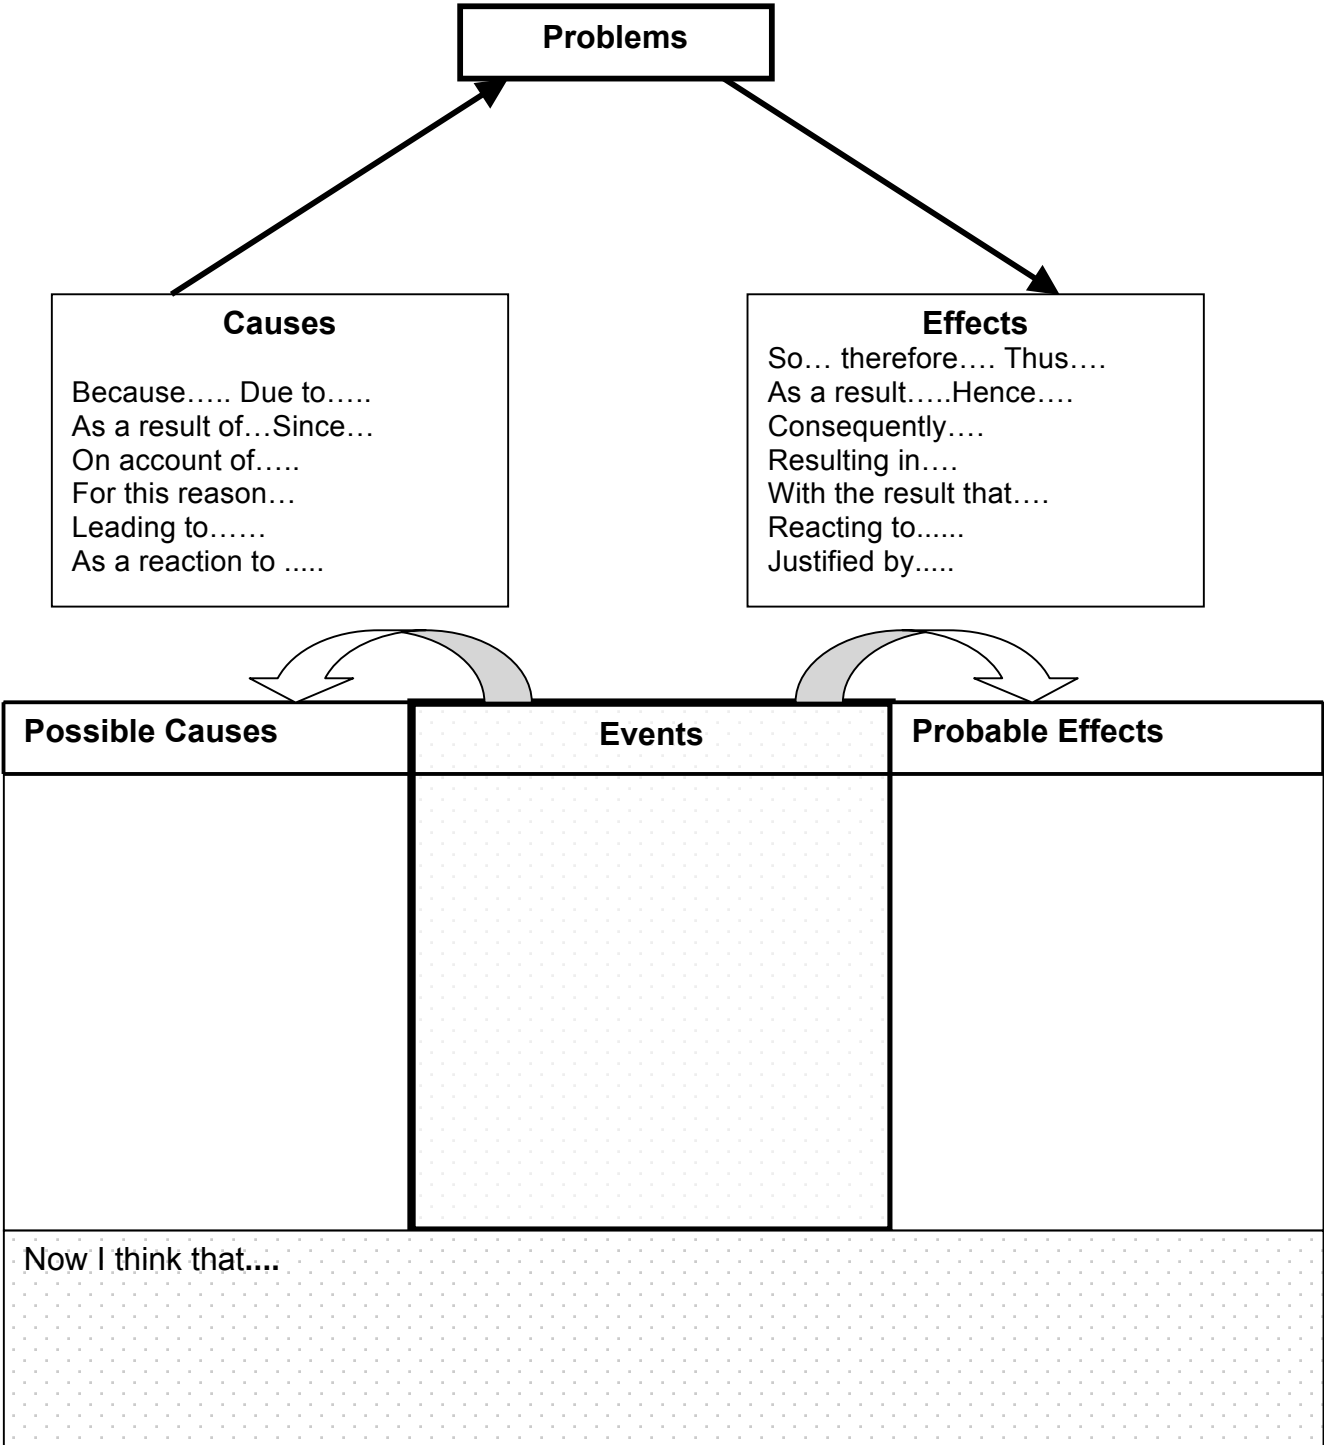 Problems
Causes
Because….. Due to…..
As a result of…Since…
On account of…..
For this reason…
Leading to……
As a reaction to .....
Effects
So… therefore…. Thus….
As a result…..Hence….
Consequently….
Resulting in….
With the result that….
Reacting to......
Justified by.....
Possible Causes
Events
Probable Effects
Now I think that....